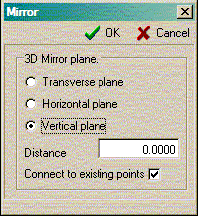 Mirror
OK Cancel
3D Mirror plane.
Transverse plane
Horizontal plane
Vertical plane
Distance 0.0000
Connect to existing points